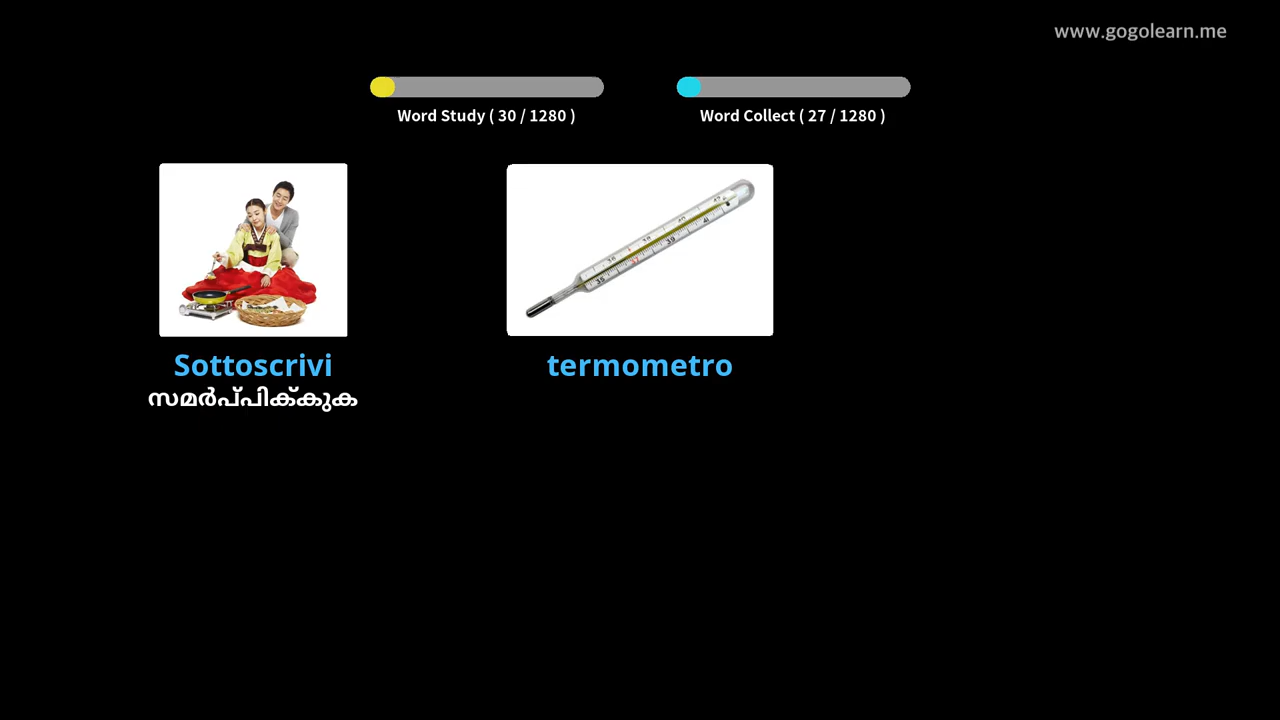 www.gogolearn.me
Word Study ( 30 / 1280 )
Word Collect ( 27 / 1280 )
Sottoscrivi
സമർപ്പിക്കുക
termometro